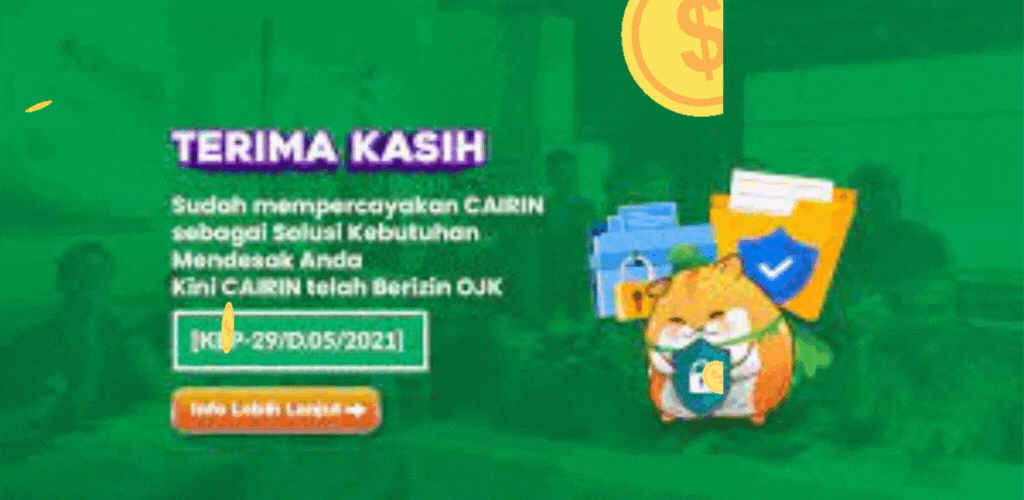 TERIMA KASIH
Sudah mempercayakan CAIRIN
sebagai Solusi Kebutuhan
Mendesak Anda
Kini CAIRIN telah Berizin OJK
[KEP-29/D.05/2021]
Info Lebih Lanjut
$